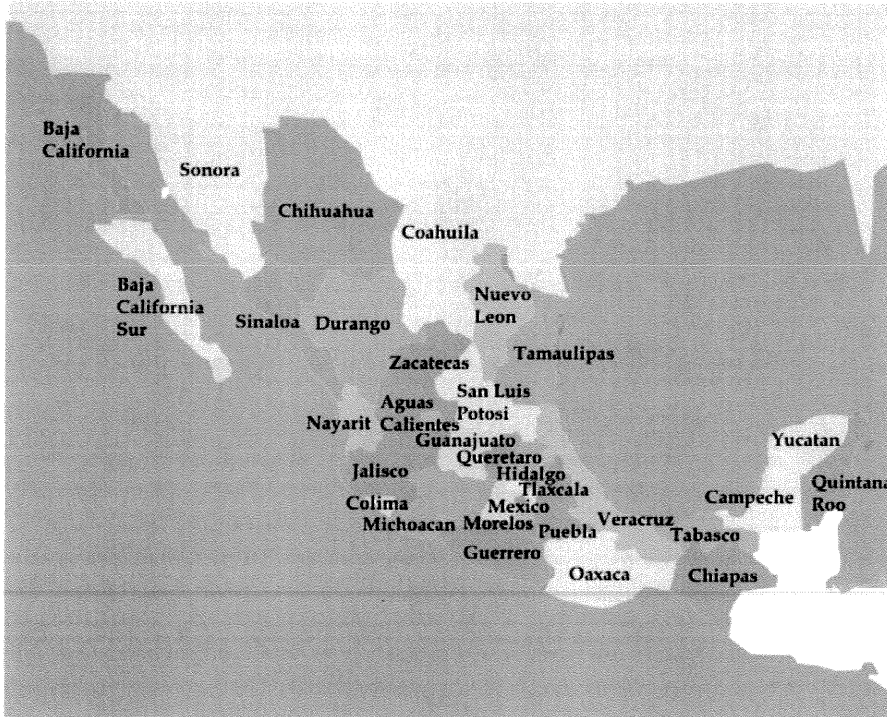 Baja
California
Sonora
Chihuahua
Coahuila
Baja
California
Sur
Sinaloa
Durango
Nuevo
Leon
Zacatecas
Tamaulipas
San Luis
Potosi
Aguas
Calientes
Nayarit
Guanajuato
Queretaro
Jalisco
Hidalgo
Tlaxcala
Colima
Mexico
Michoacan
Morelos
Puebla
Veracruz
Guerrero
Oaxaca
Tabasco
Chiapas
Campeche
Yucatan
Quintana
Roo